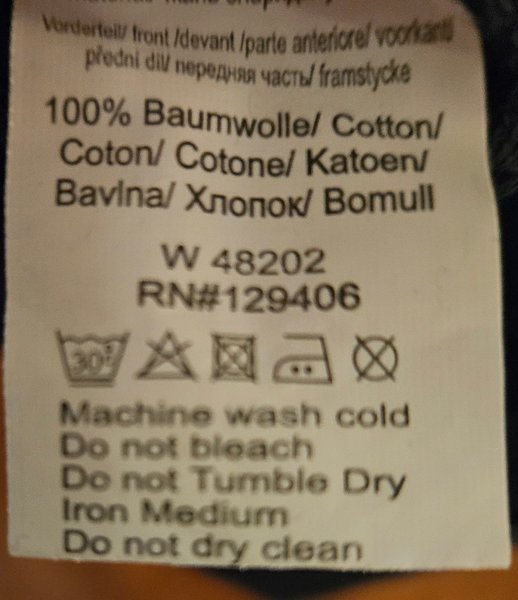 Vorderteil/ front /devant /parte anteriore/ voorkant/
přední díl/ передняя часть/ framstycke
100% Baumwolle/ Cotton/
Coton/ Cotone/ Katoen/
Bavlna/ Хлопок/ Bomull
W 48202
RN#129406
30°
Machine wash cold
Do not bleach
Do not Tumble Dry
Iron Medium
Do not dry clean